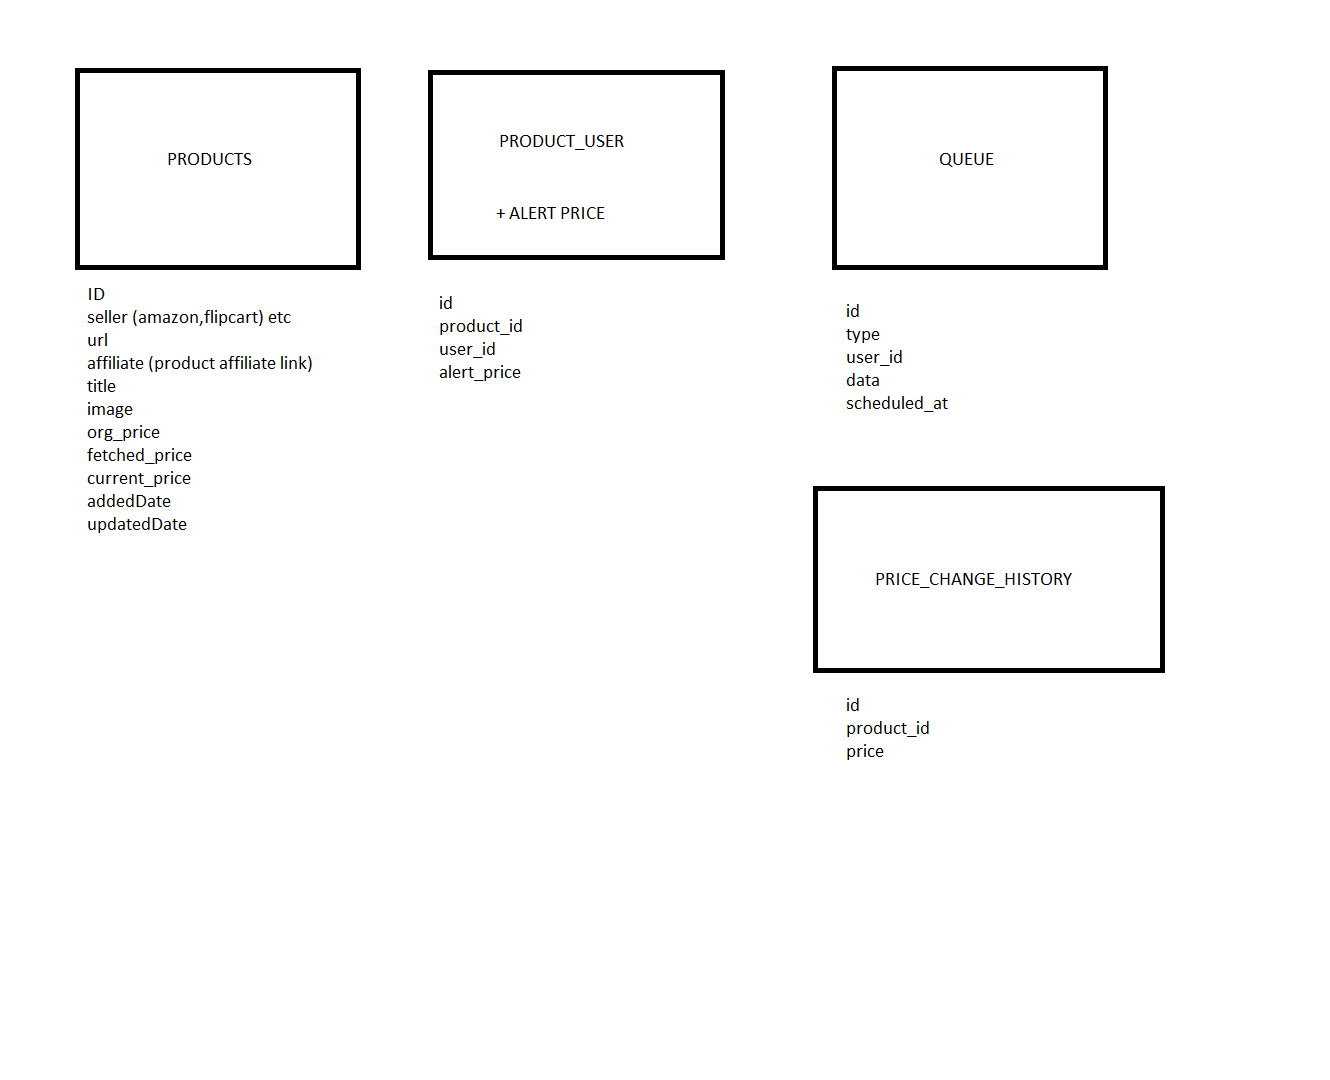 PRODUCTS
ID
seller (amazon,flipcart) etc
url
affiliate (product affiliate link)
title
image
org_price
fetched_price
current_price
addedDate
updatedDate
PRODUCT_USER
+ ALERT PRICE
id
product_id
user_id
alert_price
QUEUE
id
type
user_id
data
scheduled_at
PRICE_CHANGE_HISTORY
id
product_id
price